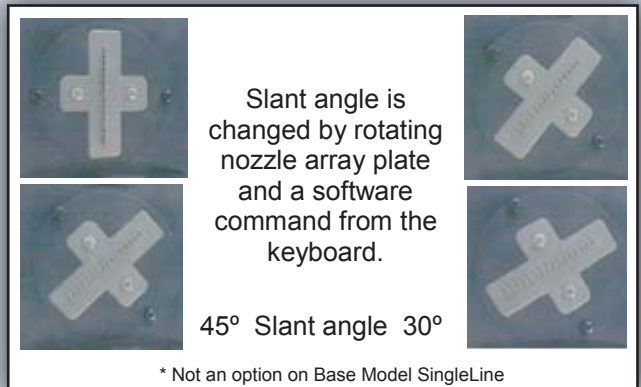 Slant angle is
changed by rotating
nozzle array plate
and a software
command from the
keyboard.
45º Slant angle 30º
* Not an option on Base Model SingleLine